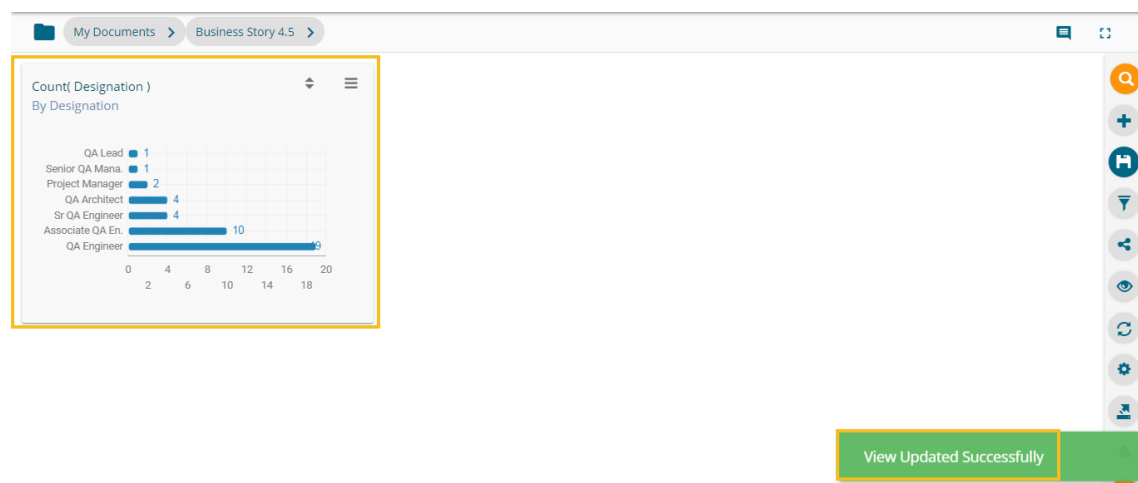 My Documents > Business Story 4.5 >
Count( Designation )
By Designation
QA Lead 1
Senior QA Mana. 1
Project Manager 2
QA Architect 4
Sr QA Engineer 4
Associate QA En. 10
QA Engineer 19
0 4 8 12 16 20
2 6 10 14 18
View Updated Successfully